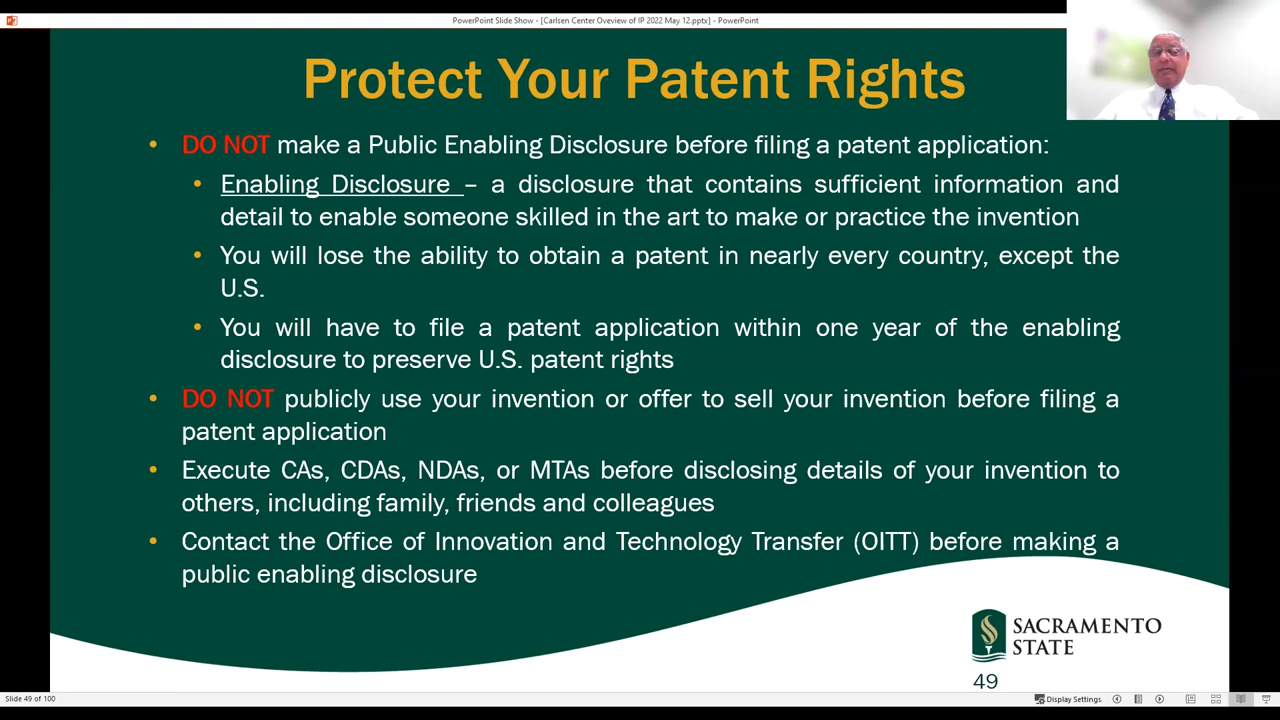 PowerPoint Slide Show - [Carlsen Center Oveview of IP 2022 May 12.pptx] - PowerPoint
Protect Your Patent Rights
• DO NOT make a Public Enabling Disclosure before filing a patent application:
• Enabling Disclosure – a disclosure that contains sufficient information and
detail to enable someone skilled in the art to make or practice the invention
• You will lose the ability to obtain a patent in nearly every country, except the
U.S.
• You will have to file a patent application within one year of the enabling
disclosure to preserve U.S. patent rights
• DO NOT publicly use your invention or offer to sell your invention before filing a
patent application
• Execute CAs, CDAs, NDAs, or MTAs before disclosing details of your invention to
others, including family, friends and colleagues
• Contact the Office of Innovation and Technology Transfer (OITT) before making a
public enabling disclosure
SACRAMENTO
STATE
49
Slide 49 of 100
Display Settings